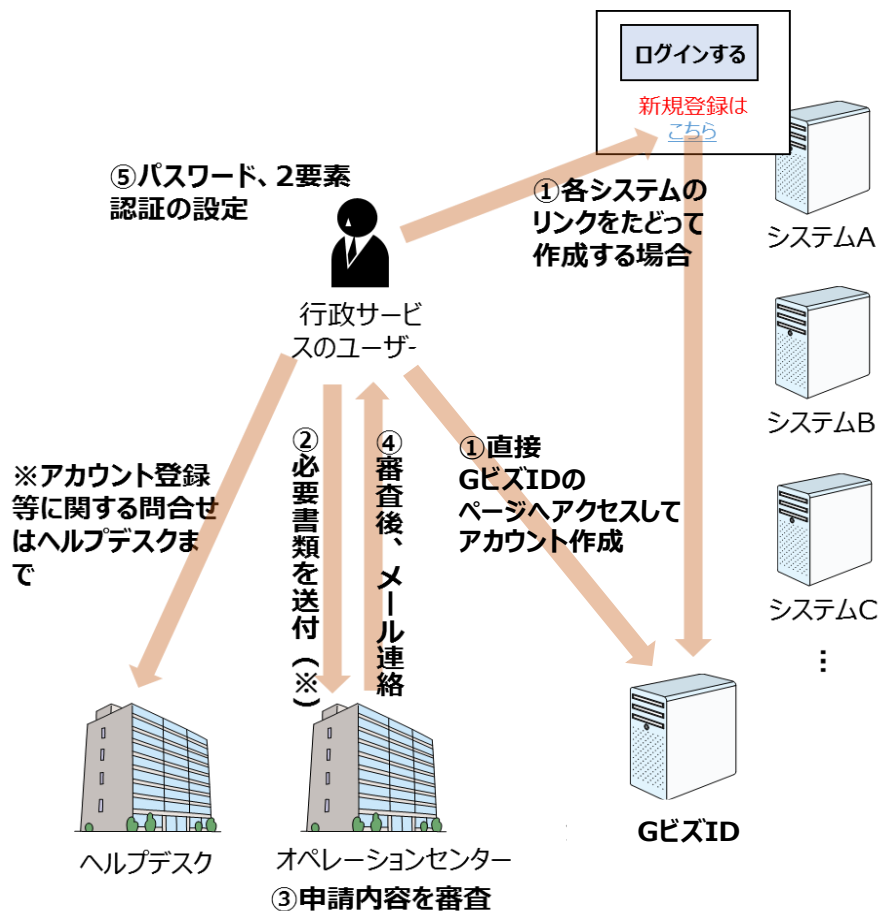 ログインする
新規登録は
こちら
⑤パスワード、2要素
認証の設定
①各システムの
リンクをたどって
作成する場合
システムA
行政サービ
スのユーザ-
システムB
※アカウント登録
等に関する問合せ
はヘルプデスクま
で
②必要書類を送付（※）
④審査後、メール連絡
①直接
GビズIDの
ページへアクセスして
アカウント作成
システムC
…
GビズID
ヘルプデスク
オペレーションセンター
③申請内容を審査